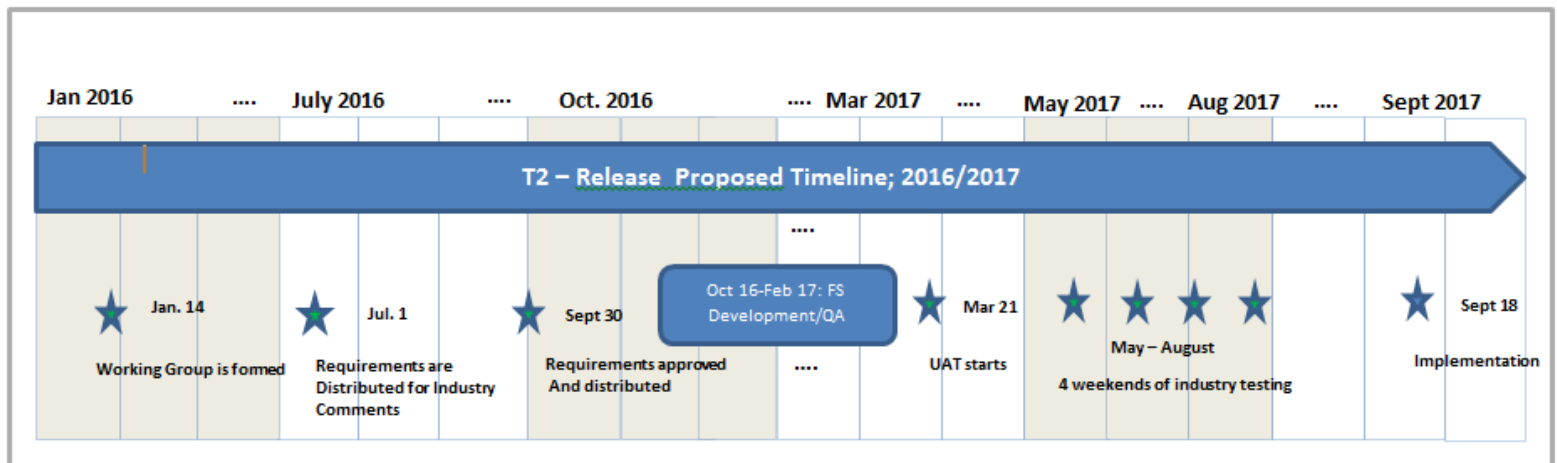 Jan 2016 .... July 2016 .... Oct. 2016 .... Mar 2017 .... May 2017 .... Aug 2017 .... Sept 2017
T2 – Release Proposed Timeline; 2016/2017
....
Jan. 14
Working Group is formed
Jul. 1
Requirements are
Distributed for Industry
Comments
Sept 30
Requirements approved
And distributed
Oct 16-Feb 17: FS
Development/QA
....
Mar 21
UAT starts
May – August
4 weekends of industry testing
Sept 18
Implementation